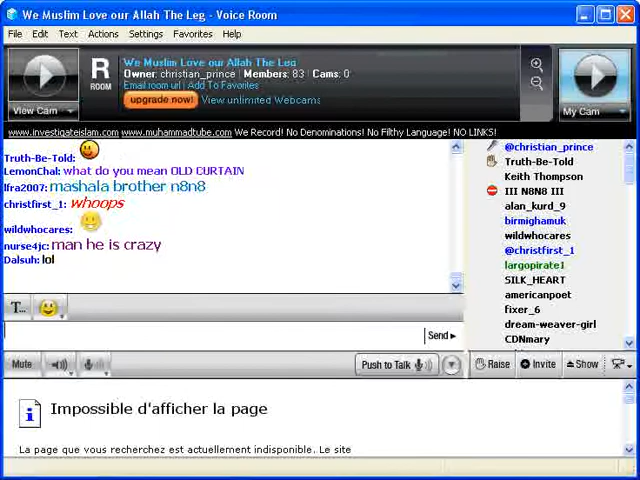 We Muslim Love our Allah The Leg - Voice Room
File Edit Text Actions Settings Favorites Help
We Muslim Love our Allah The Leg
Owner: christian_prince | Members: 83 | Cams: 0
Email room url | Add To Favorites
upgrade now! View unlimited Webcams
R
ROOM
View Cam
My Cam
www.investigateislam.com www.muhammadtube.com We Record! No Denominations! No Filthy Language! NO LINKS!
Truth-Be-Told:
LemonChal: what do you mean OLD CURTAIN
lfra2007: mashala brother n8n8
christfirst_1: whoops
wildwhocares:
nurse4jc: man he is crazy
Dalsuh: lol
@christian_prince
Truth-Be-Told
Keith Thompson
III N8N8 III
alan_kurd_9
birmighamuk
wildwhocares
@christfirst_1
largopirate1
SILK_HEART
americanpoet
fixer_6
dream-weaver-girl
CDNmary
T...
Send
Mute
Push to Talk
Raise Invite Show
Impossible d'afficher la page
La page que vous recherchez est actuellement indisponible. Le site